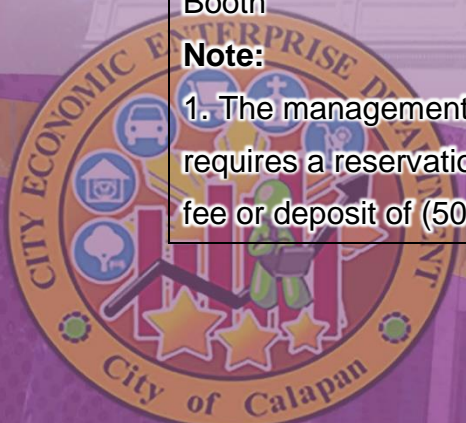 Booth
Note:
1. The management
requires a reservatio
fee or deposit of (50
CITY ECONOMIC ENTERPRISE DEPARTMENT
City of Calapan